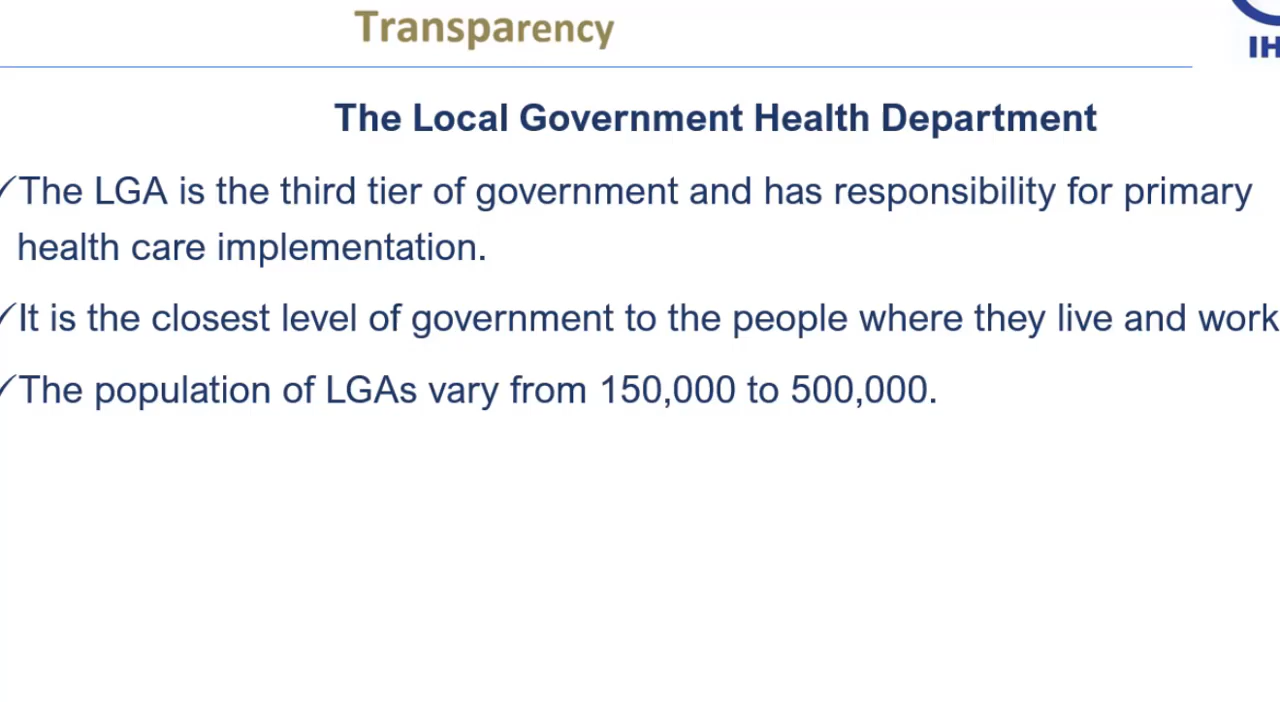 Transparency
IH
The Local Government Health Department
✓The LGA is the third tier of government and has responsibility for primary
health care implementation.
✓It is the closest level of government to the people where they live and work
✓The population of LGAs vary from 150,000 to 500,000.